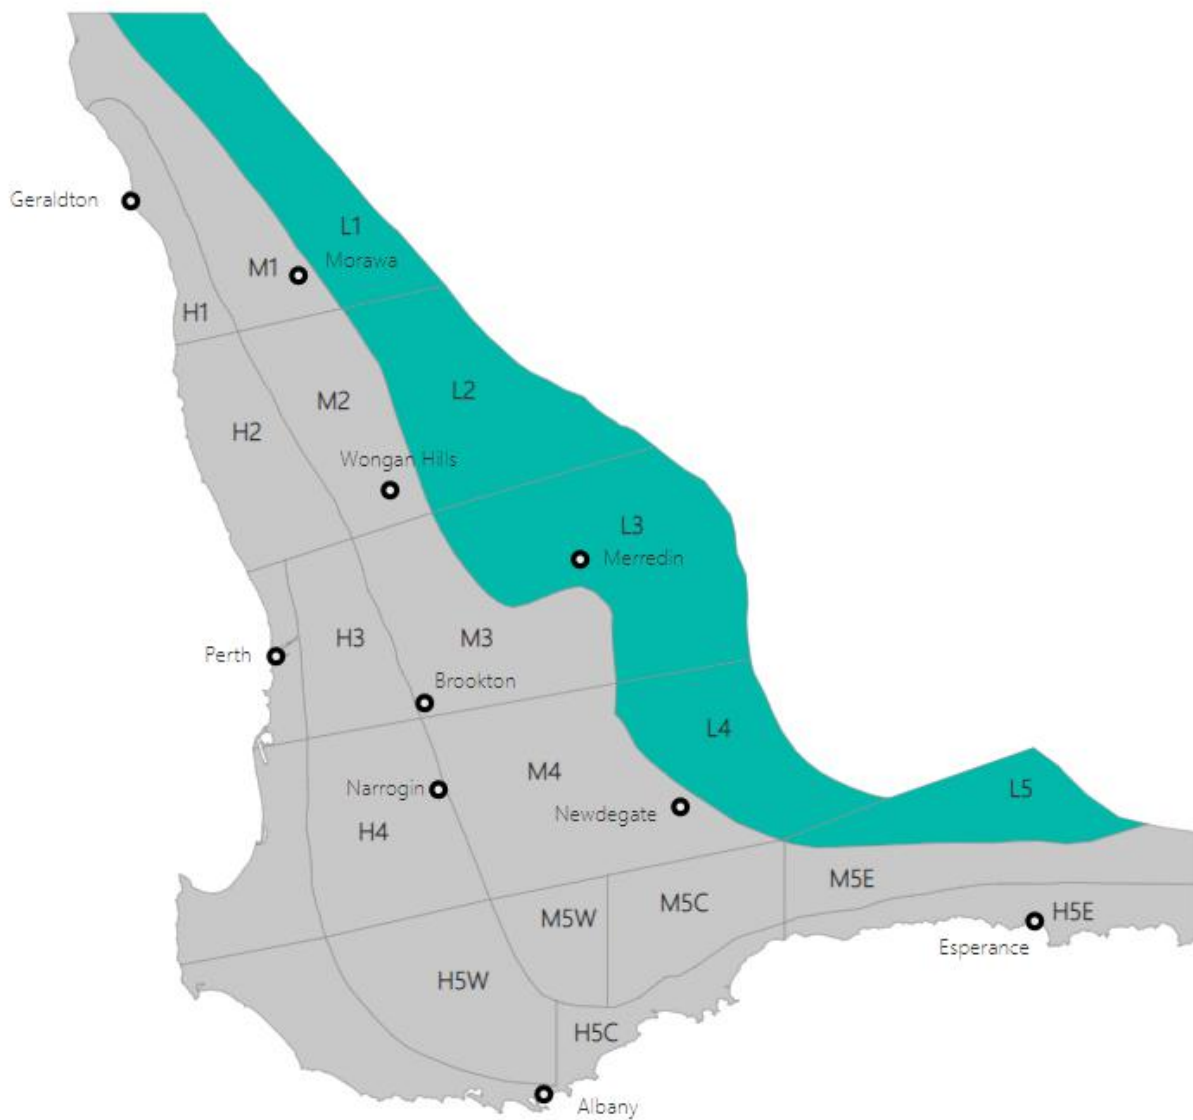 Geraldton
L1
Morawa
M1
H1
L2
M2
H2
Wongan Hills
L3
Merredin
H3
M3
Perth
Brookton
L4
M4
Narrogin
L5
Newdegate
H4
M5E
M5C
M5W
H5E
Esperance
H5W
H5C
Albany